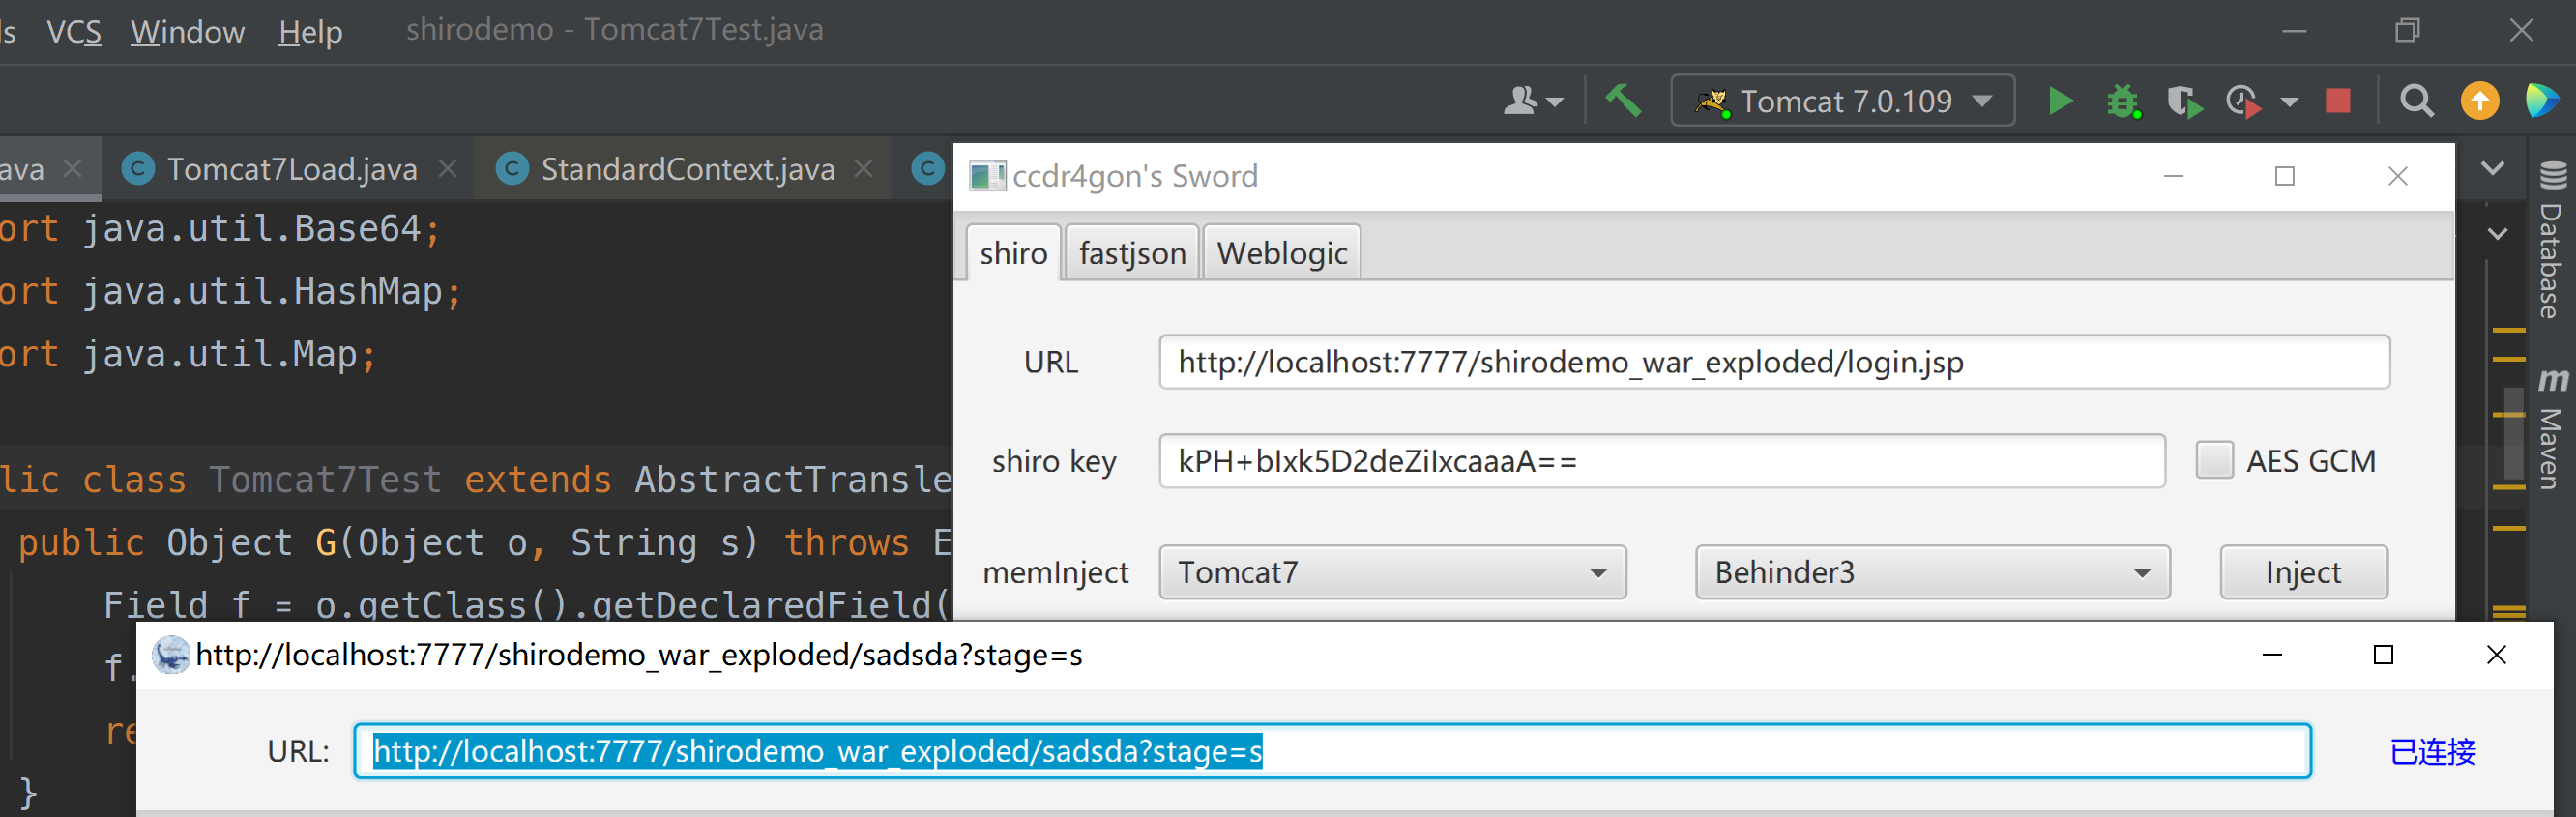 ls VCS Window Help shirodemo - Tomcat7Test.java
Tomcat 7.0.109
ava Tomcat7Load.java StandardContext.java
ort java.util.Base64;
ort java.util.HashMap;
ort java.util.Map;
lic class Tomcat7Test extends AbstractTransle
public Object G(Object o, String s) throws E
Field f = o.getClass().getDeclaredField(
f.
re
}
ccdr4gon's Sword
shiro fastjson Weblogic
URL http://localhost:7777/shirodemo_war_exploded/login.jsp
shiro key kPH+bIxk5D2deZiIxcaaaA== AES GCM
memInject Tomcat7 Behinder3 Inject
http://localhost:7777/shirodemo_war_exploded/sadsda?stage=s
URL: http://localhost:7777/shirodemo_war_exploded/sadsda?stage=s 已连接
Database
m Maven